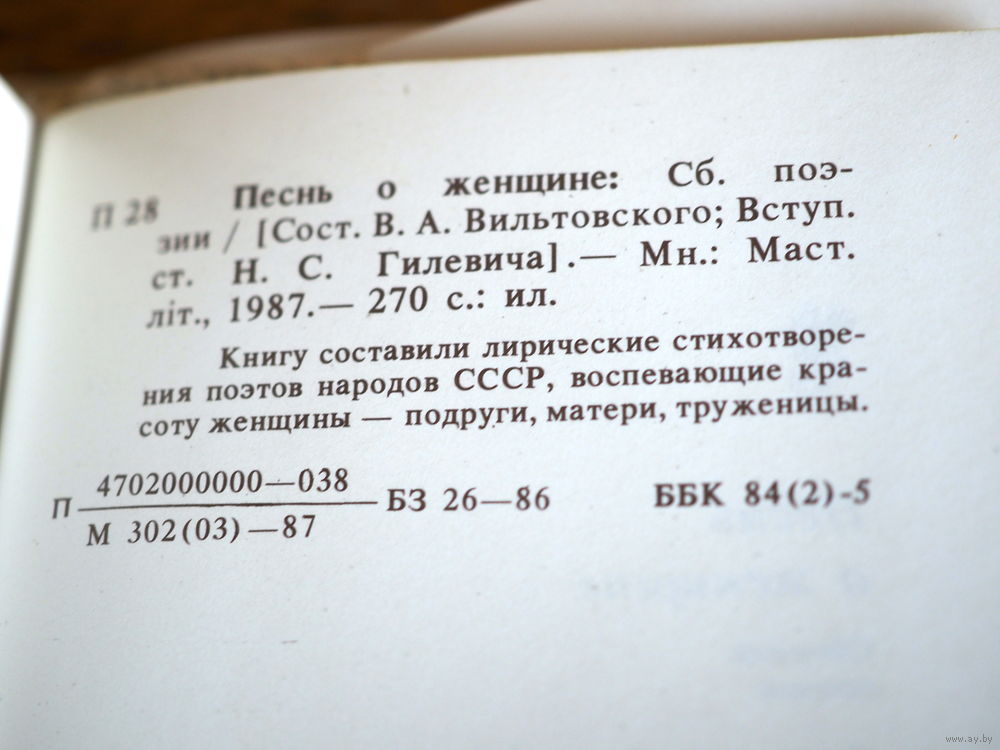 П 28 Песнь о женщине: Сб. поэ-
зии / [Сост. В. А. Вильтовского; Вступ.
ст. Н. С. Гилевича].— Мн.: Маст.
літ., 1987.— 270 с.: ил.
Книгу составили лирические стихотворе-
ния поэтов народов СССР, воспевающие кра-
соту женщины — подруги, матери, труженицы.
4702000000—038
П БЗ 26—86 ББК 84(2)-5
М 302(03)—87
www.ay.by